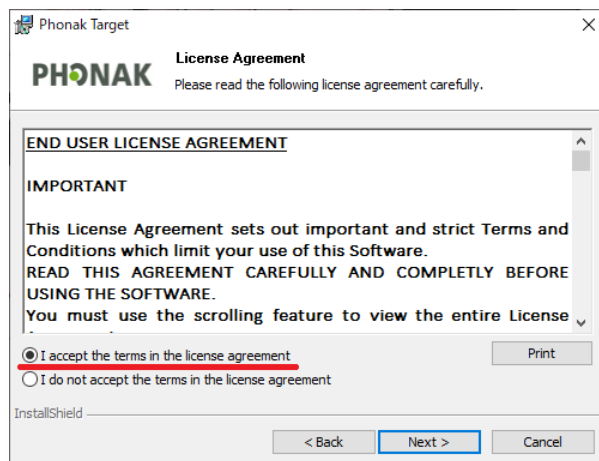 Phonak Target
PHONAK
License Agreement
Please read the following license agreement carefully.
END USER LICENSE AGREEMENT
IMPORTANT
This License Agreement sets out important and strict Terms and
Conditions which limit your use of this Software.
READ THIS AGREEMENT CAREFULLY AND COMPLETLY BEFORE
USING THE SOFTWARE.
You must use the scrolling feature to view the entire License
I accept the terms in the license agreement
Print
I do not accept the terms in the license agreement
InstallShield
< Back
Next >
Cancel